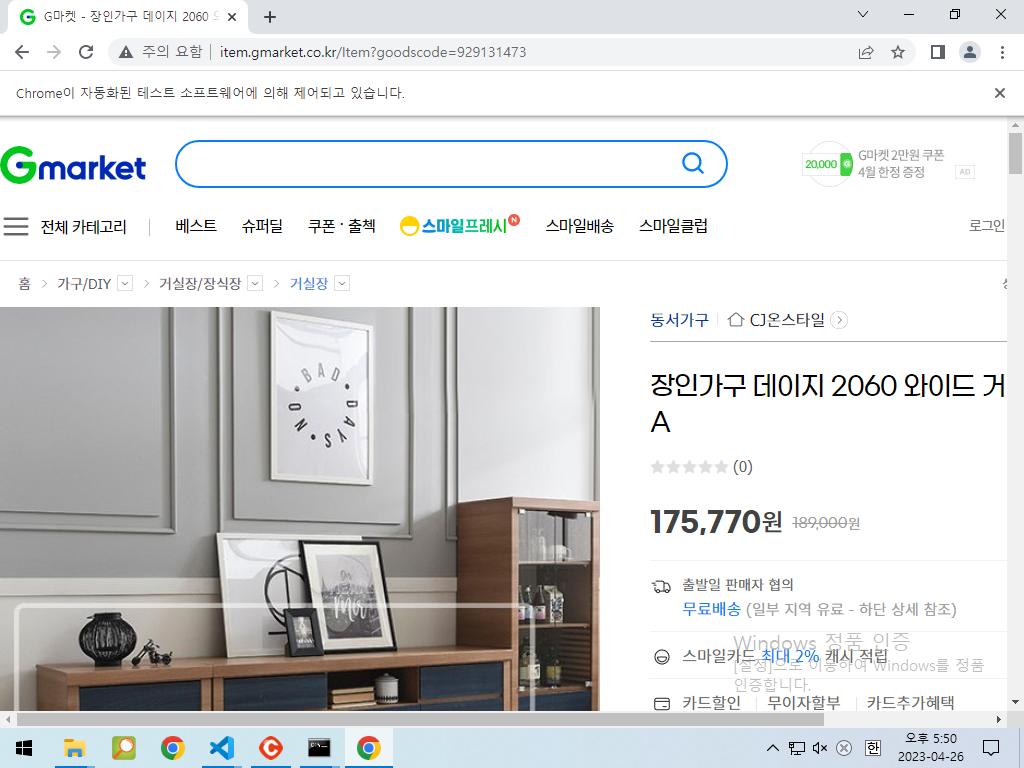 G마켓 - 장인가구 데이지 2060 와
주의 요함
item.gmarket.co.kr/Item?goodscode=929131473
Chrome이 자동화된 테스트 소프트웨어에 의해 제어되고 있습니다.
Gmarket
20,000
G마켓 2만원 쿠폰
4월 한정 증정
AD
전체 카테고리
베스트
슈퍼딜
쿠폰·출첵
스마일프레시
N
스마일배송
스마일클럽
로그인
홈
가구/DIY
거실장/장식장
거실장
동서가구
CJ온스타일
장인가구 데이지 2060 와이드 거
A
(0)
175,770원 189,000원
출발일 판매자 협의
무료배송 (일부 지역 유료 - 하단 상세 참조)
스마일카드 최대 2% 캐시 적립
카드할인
무이자할부
카드추가혜택
Windows 정품 인증
[설정]으로 이동하여 Windows를 정품
인증합니다.
BAD
DAYS
NO
한
오후 5:50
2023-04-26